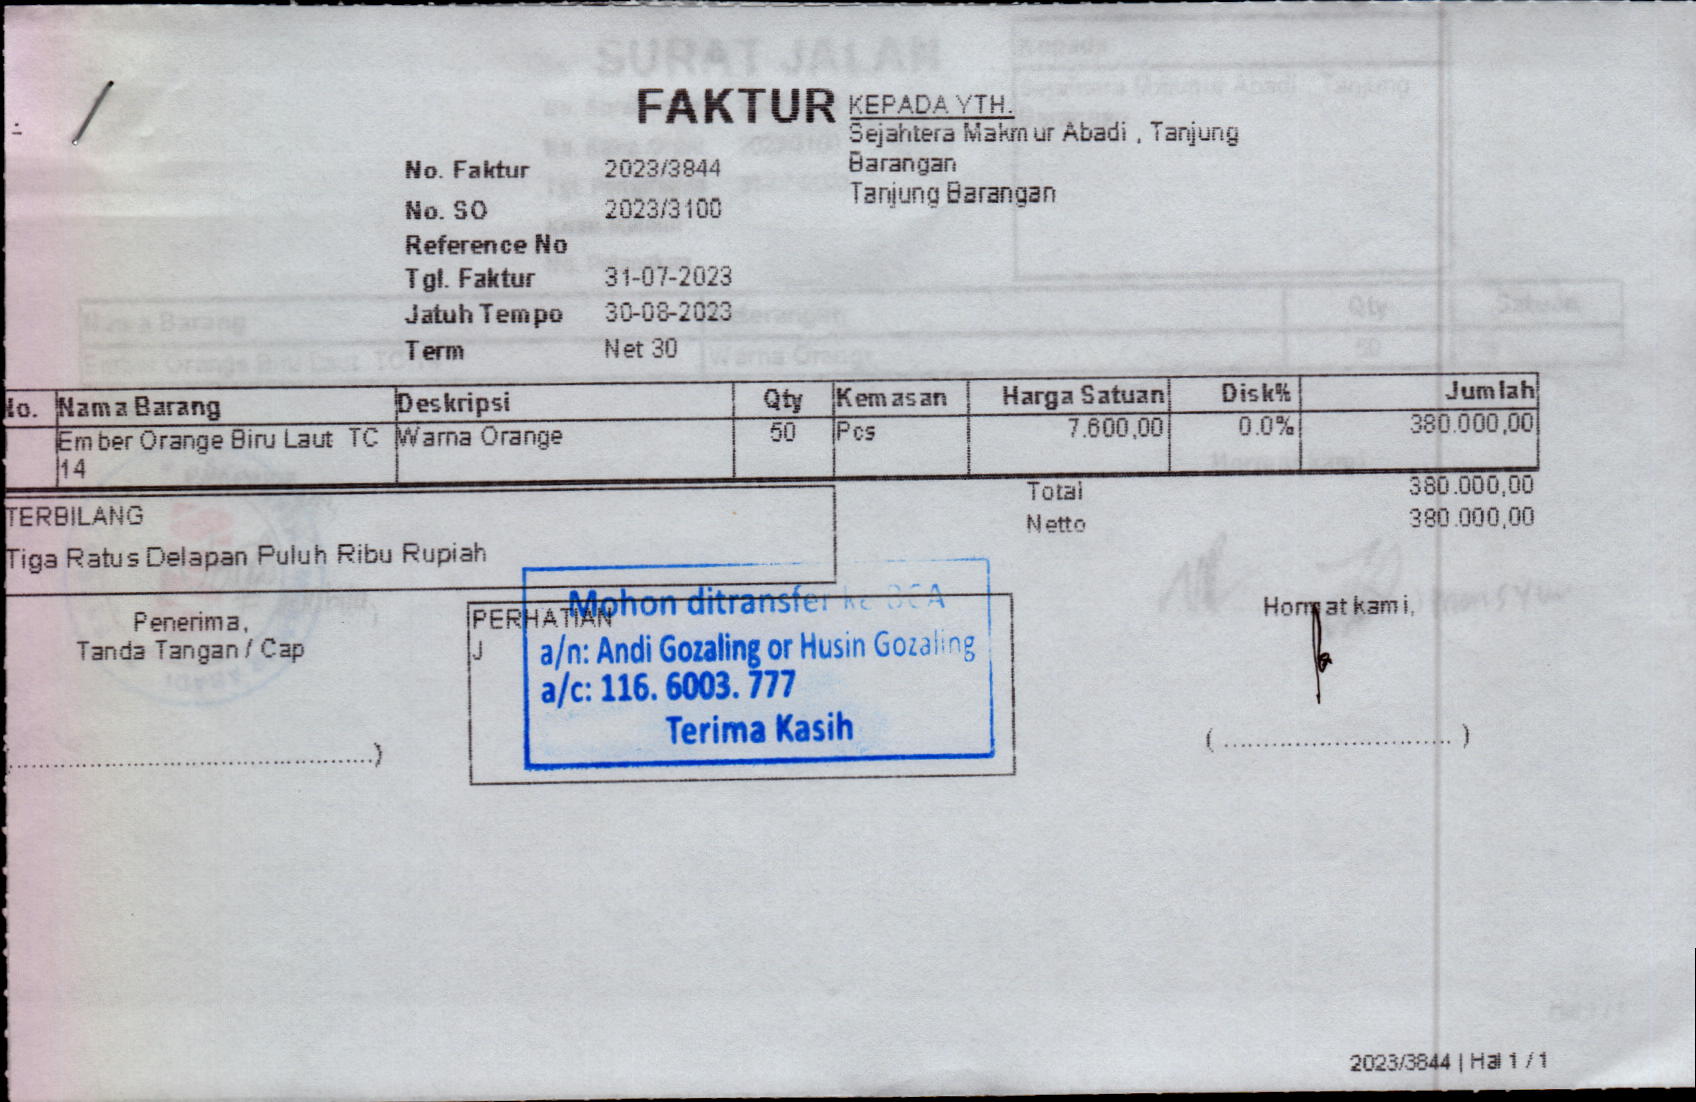 FAKTUR
KEPADA YTH.
Sejahtera Makmur Abadi , Tanjung
Barangan
Tanjung Barangan
No. Faktur 2023/3844
No. SO 2023/3100
Reference No
Tgl. Faktur 31-07-2023
Jatuh Tempo 30-08-2023
Term Net 30
No. Nama Barang Deskripsi Qty Kemasan Harga Satuan Disk% Jumlah
Ember Orange Biru Laut TC Warna Orange 50 Pcs 7.600,00 0.0% 380.000,00
14
Total 380.000,00
Netto 380.000,00
TERBILANG
Tiga Ratus Delapan Puluh Ribu Rupiah
Penerima,
Tanda Tangan / Cap
PERHATIAN
J
Mohon ditransfer ke BCA
a/n: Andi Gozaling or Husin Gozaling
a/c: 116. 6003. 777
Terima Kasih
Hormat kami,
2023/3844 | Hal 1 / 1